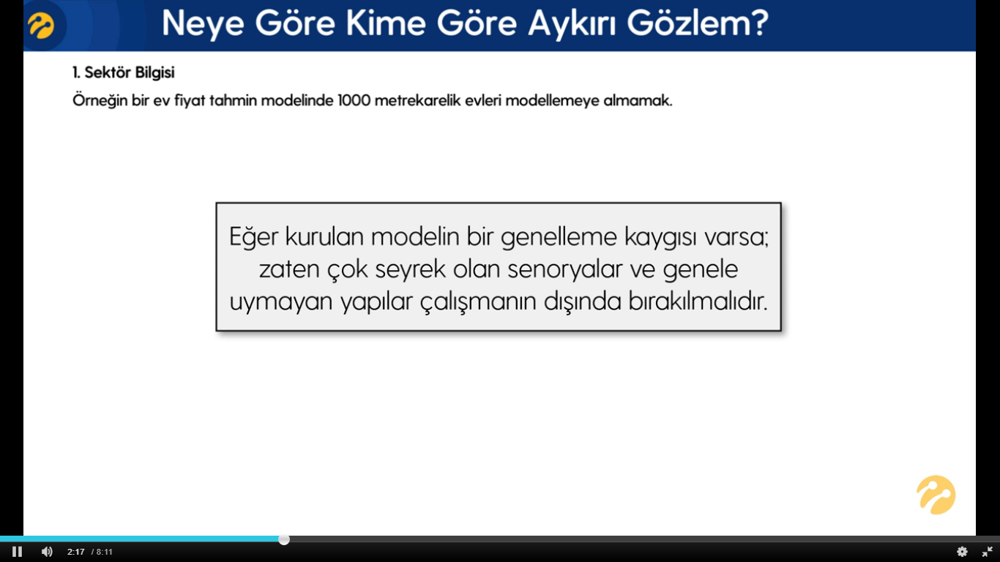 Neye Göre Kime Göre Aykırı Gözlem?
1. Sektör Bilgisi
Örneğin bir ev fiyat tahmin modelinde 1000 metrekarelik evleri modellemeye almamak.
Eğer kurulan modelin bir genelleme kaygısı varsa;
zaten çok seyrek olan senoryalar ve genele
uymayan yapılar çalışmanın dışında bırakılmalıdır.
2:17 / 8:11